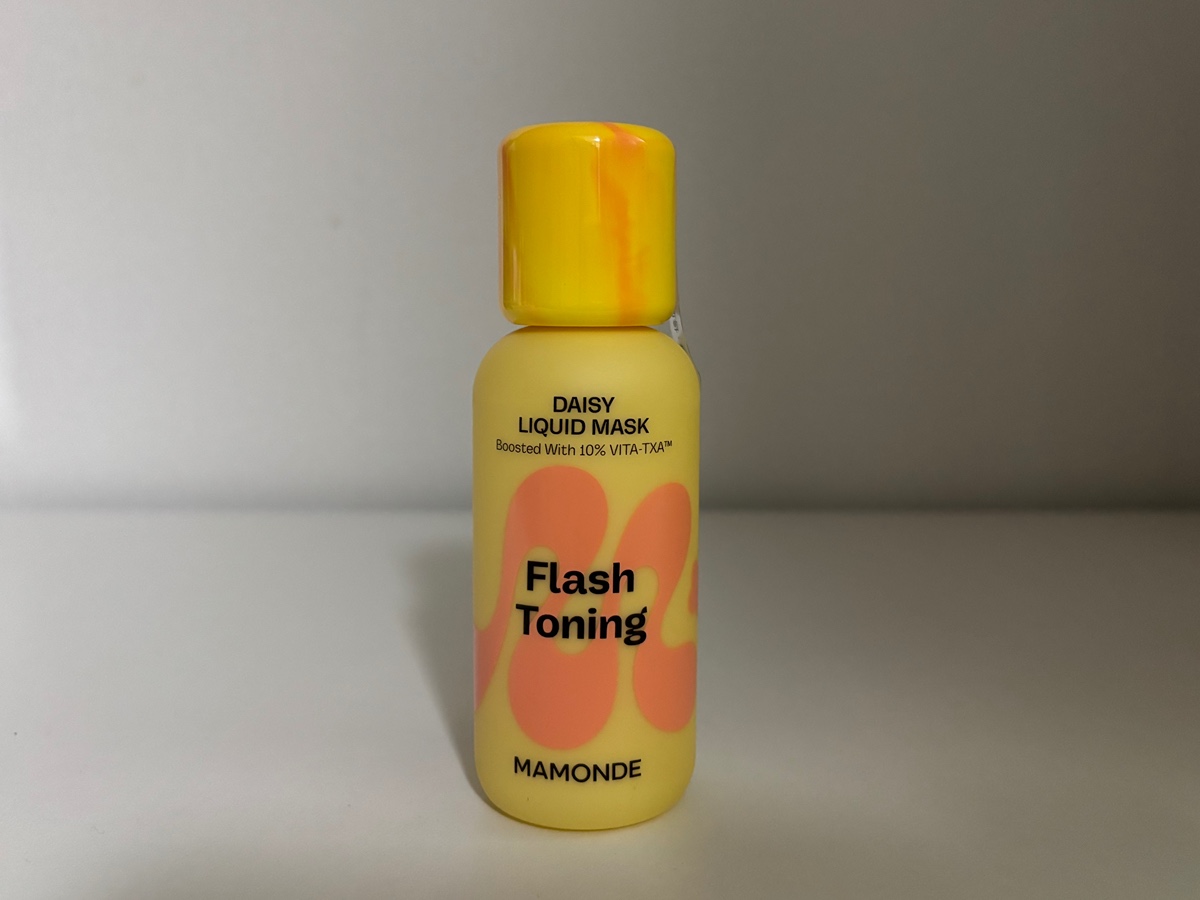 DAISY
LIQUID MASK
Boosted With 10% VITA-TXA™
Flash
Toning
MAMONDE